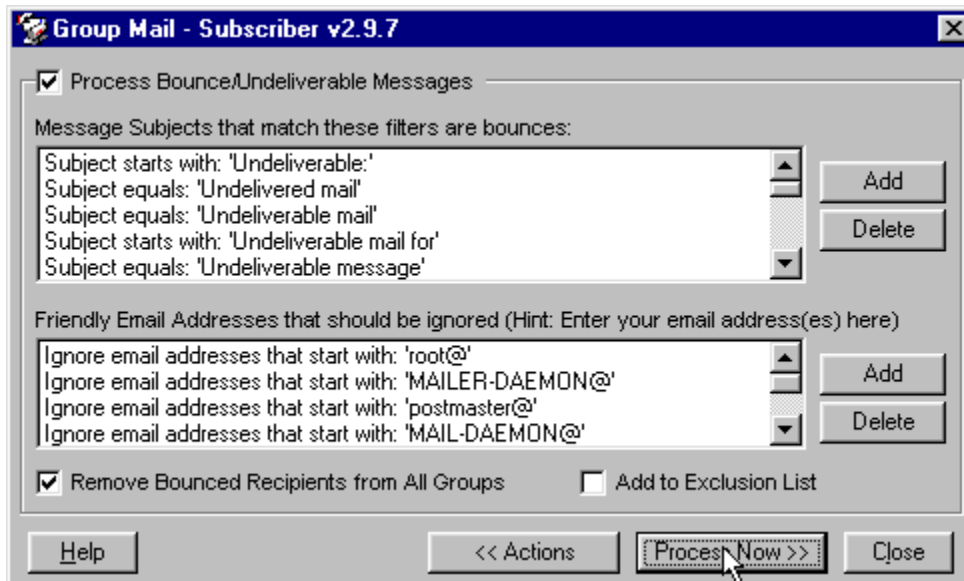 Group Mail - Subscriber v2.9.7
Process Bounce/Undeliverable Messages
Message Subjects that match these filters are bounces:
Subject starts with: 'Undeliverable:'
Subject equals: 'Undelivered mail'
Subject equals: 'Undeliverable mail'
Subject starts with: 'Undeliverable mail for'
Subject equals: 'Undeliverable message'
Add
Delete
Friendly Email Addresses that should be ignored (Hint: Enter your email address(es) here)
Ignore email addresses that start with: 'root@'
Ignore email addresses that start with: 'MAILER-DAEMON@'
Ignore email addresses that start with: 'postmaster@'
Ignore email addresses that start with: 'MAIL-DAEMON@'
Add
Delete
Remove Bounced Recipients from All Groups
Add to Exclusion List
Help
<< Actions
Process Now >>
Close